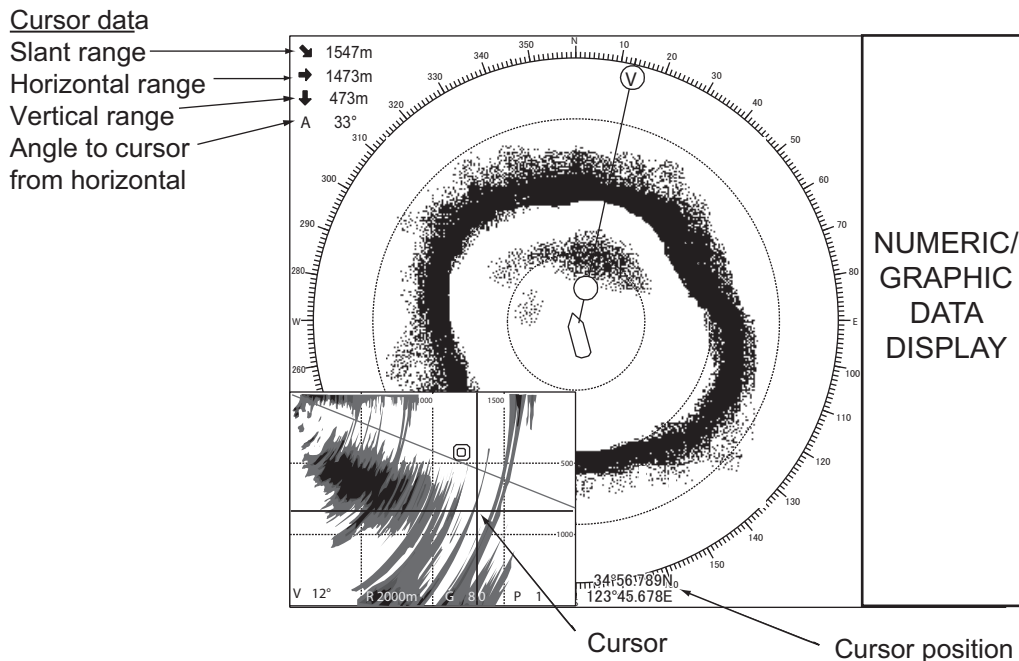 Cursor data
Slant range
Horizontal range
Vertical range
Angle to cursor
from horizontal
1547m
1473m
473m
A 33°
N
10
20
30
40
50
60
70
80
E
100
110
120
130
140
150
260
W
280
290
300
310
320
330
340
350
V
NUMERIC/
GRAPHIC
DATA
DISPLAY
000 1500
500
1000
V 12° R 2000m G 8 0 P 1
34°56.789N
123°45.678E
Cursor
Cursor position